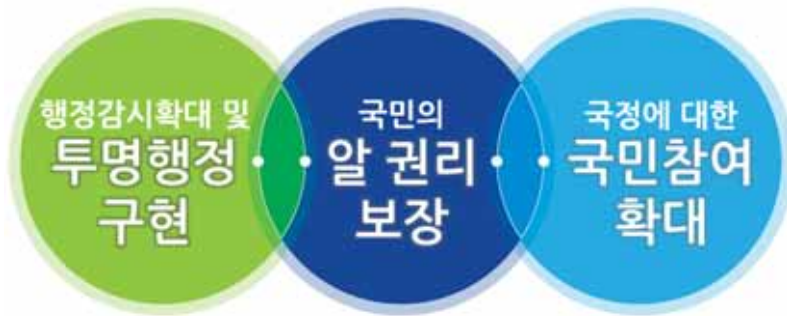 행정감시확대 및
투명행정
구현
국민의
알 권리
보장
국정에 대한
국민참여
확대